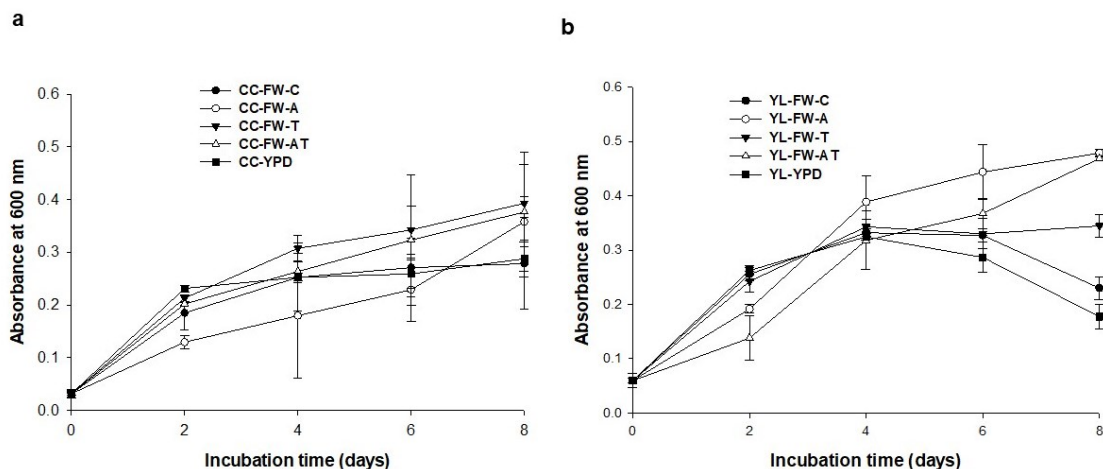 a
CC-FW-C
CC-FW-A
CC-FW-T
CC-FW-AT
CC-YPD
Absorbance at 600 nm
0.6
0.5
0.4
0.3
0.2
0.1
0.0
0 2 4 6 8
Incubation time (days)
b
YL-FW-C
YL-FW-A
YL-FW-T
YL-FW-AT
YL-YPD
Absorbance at 600 nm
0.6
0.5
0.4
0.3
0.2
0.1
0.0
0 2 4 6 8
Incubation time (days)